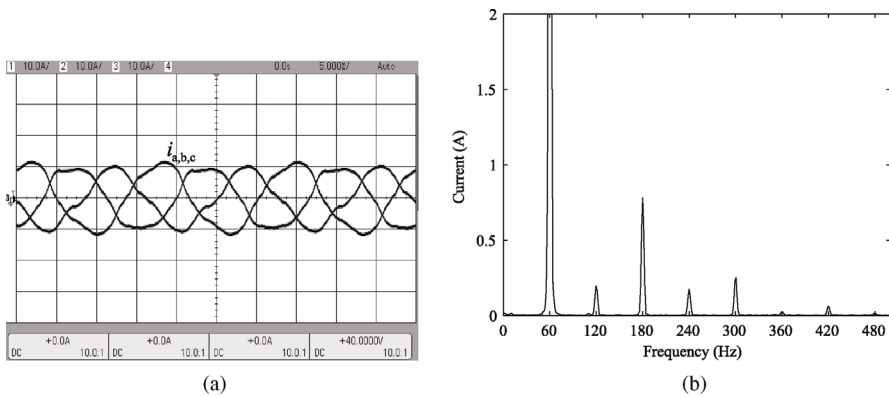 1 10.0A/ 2 10.0A/ 3 10.0A/ 4 0.0s 5.000s/ Auto
i a,b,c
+0.0A +0.0A +0.0A +40.0000V
DC 10.0:1 DC 10.0:1 DC 10.0:1 DC 10.0:1
(a)
2
1.5
1
0.5
0
Current (A)
0 60 120 180 240 300 360 420 480
Frequency (Hz)
(b)